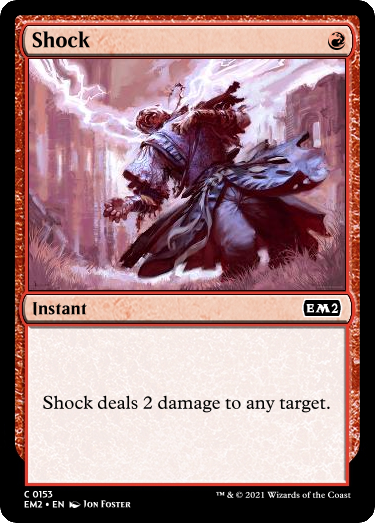 Shock
Instant
EM2
Shock deals 2 damage to any target.
C 0153
EM2 • EN Jon Foster
™ & © 2021 Wizards of the Coast